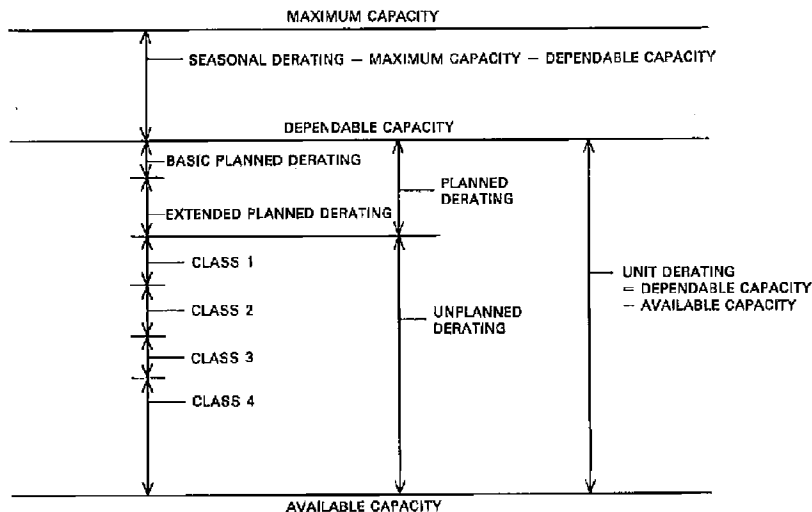 MAXIMUM CAPACITY
SEASONAL DERATING — MAXIMUM CAPACITY — DEPENDABLE CAPACITY
DEPENDABLE CAPACITY
BASIC PLANNED DERATING
PLANNED
DERATING
EXTENDED PLANNED DERATING
CLASS 1
UNIT DERATING
= DEPENDABLE CAPACITY
— AVAILABLE CAPACITY
CLASS 2
UNPLANNED
DERATING
CLASS 3
CLASS 4
AVAILABLE CAPACITY